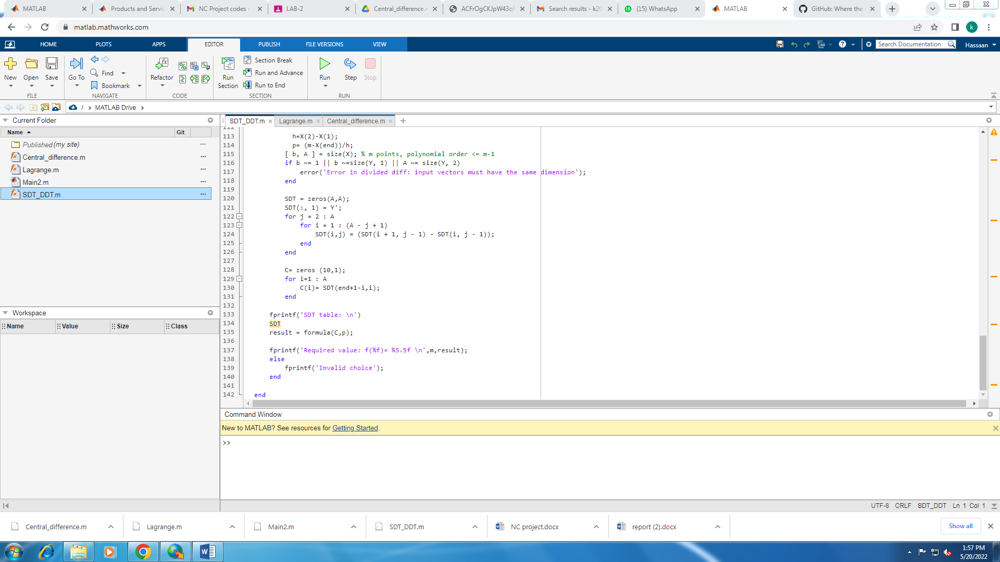 MATLAB
Products and Servic
NC Project codes -
LAB-2
Central_difference.m
ACFrOgCKJpW43q
Search results - k20
(15) WhatsApp
MATLAB
GitHub: Where the
matlab.mathworks.com
k
HOME
PLOTS
APPS
EDITOR
PUBLISH
FILE VERSIONS
VIEW
Search Documentation
Hassaan
New
Open
Save
FILE
Go To
Find
Bookmark
NAVIGATE
Refactor
CODE
Run Section
Section Break
Run and Advance
Run to End
SECTION
Run
Step
Stop
RUN
/ > MATLAB Drive >
Current Folder
Name
Git
Published (my site)
Central_difference.m
Lagrange.m
Main2.m
SDT_DDT.m
Workspace
Name
Value
Size
Class
SDT_DDT.m
Lagrange.m
Central_difference.m
112
113 h=X(2)-X(1);
114 p= (m-X(end))/h;
115 [ b, A ] = size(X); % m points, polynomial order <= m-1
116 if b ~= 1 || b ~=size(Y, 1) || A ~= size(Y, 2)
117 error('Error in divided diff: input vectors must have the same dimension');
118 end
119
120 SDT = zeros(A,A);
121 SDT(:, 1) = Y';
122 for j = 2 : A
123 for i = 1 : (A - j + 1)
124 SDT(i,j) = (SDT(i + 1, j - 1) - SDT(i, j - 1));
125 end
126 end
127
128 C= zeros (10,1);
129 for i=1 : A
130 C(i)= SDT(end+1-i,i);
131 end
132
133 fprintf('SDT table: \n')
134 SDT
135 result = formula(C,p);
136
137 fprintf('Required value: f(%f)= %5.5f \n',m,result);
138 else
139 fprintf('Invalid choice');
140 end
141
142 end
Command Window
New to MATLAB? See resources for Getting Started.
>>
UTF-8 CRLF SDT_DDT Ln 1 Col 1
Central_difference.m
Lagrange.m
Main2.m
SDT_DDT.m
NC project.docx
report (2).docx
Show all
1:57 PM
5/20/2022